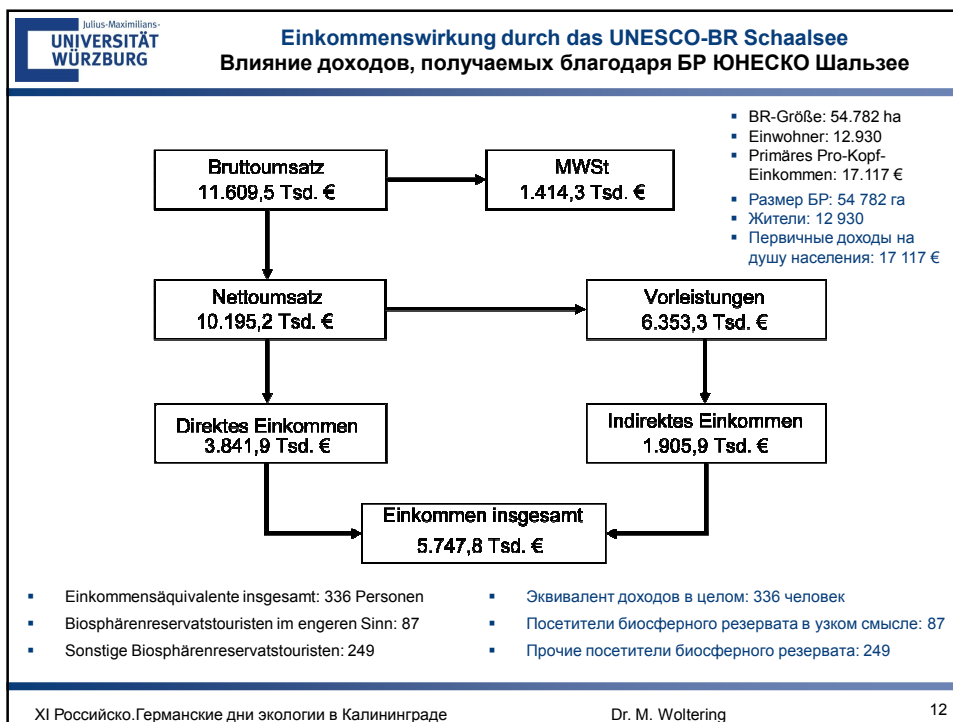 Julius-Maximilians-
UNIVERSITÄT
WÜRZBURG
Einkommenswirkung durch das UNESCO-BR Schaalsee
Влияние доходов, получаемых благодаря БР ЮНЕСКО Шальзее
▪ BR-Größe: 54.782 ha
▪ Einwohner: 12.930
▪ Primäres Pro-Kopf-
Einkommen: 17.117 €
▪ Размер БР: 54 782 га
▪ Жители: 12 930
▪ Первичные доходы на
душу населения: 17 117 €
Bruttoumsatz
11.609,5 Tsd. €
MWSt
1.414,3 Tsd. €
Nettoumsatz
10.195,2 Tsd. €
Vorleistungen
6.353,3 Tsd. €
Direktes Einkommen
3.841,9 Tsd. €
Indirektes Einkommen
1.905,9 Tsd. €
Einkommen insgesamt
5.747,8 Tsd. €
▪ Einkommensäquivalente insgesamt: 336 Personen
▪ Biosphärenreservatstouristen im engeren Sinn: 87
▪ Sonstige Biosphärenreservatstouristen: 249
▪ Эквивалент доходов в целом: 336 человек
▪ Посетители биосферного резервата в узком смысле: 87
▪ Прочие посетители биосферного резервата: 249
XI Российско.Германские дни экологии в Калининграде
Dr. M. Woltering
12